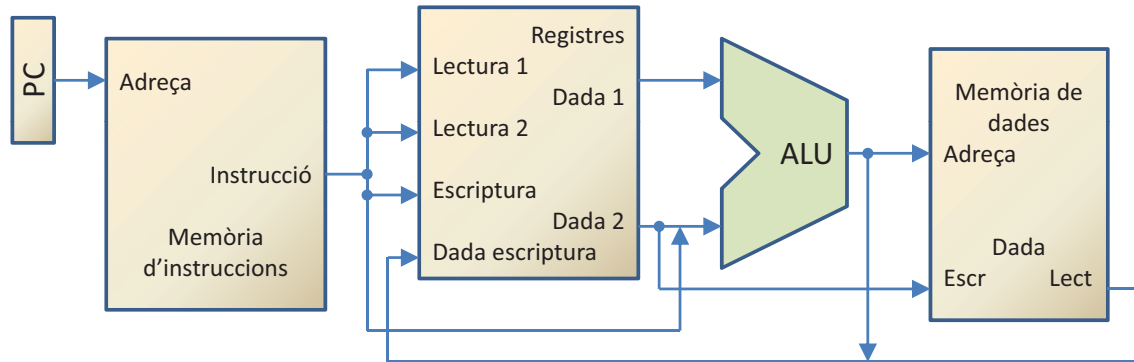 PC
Adreça
Instrucció
Memòria
d'instruccions
Registres
Lectura 1
Dada 1
Lectura 2
Escriptura
Dada 2
Dada escriptura
ALU
Memòria de
dades
Adreça
Dada
Escr Lect